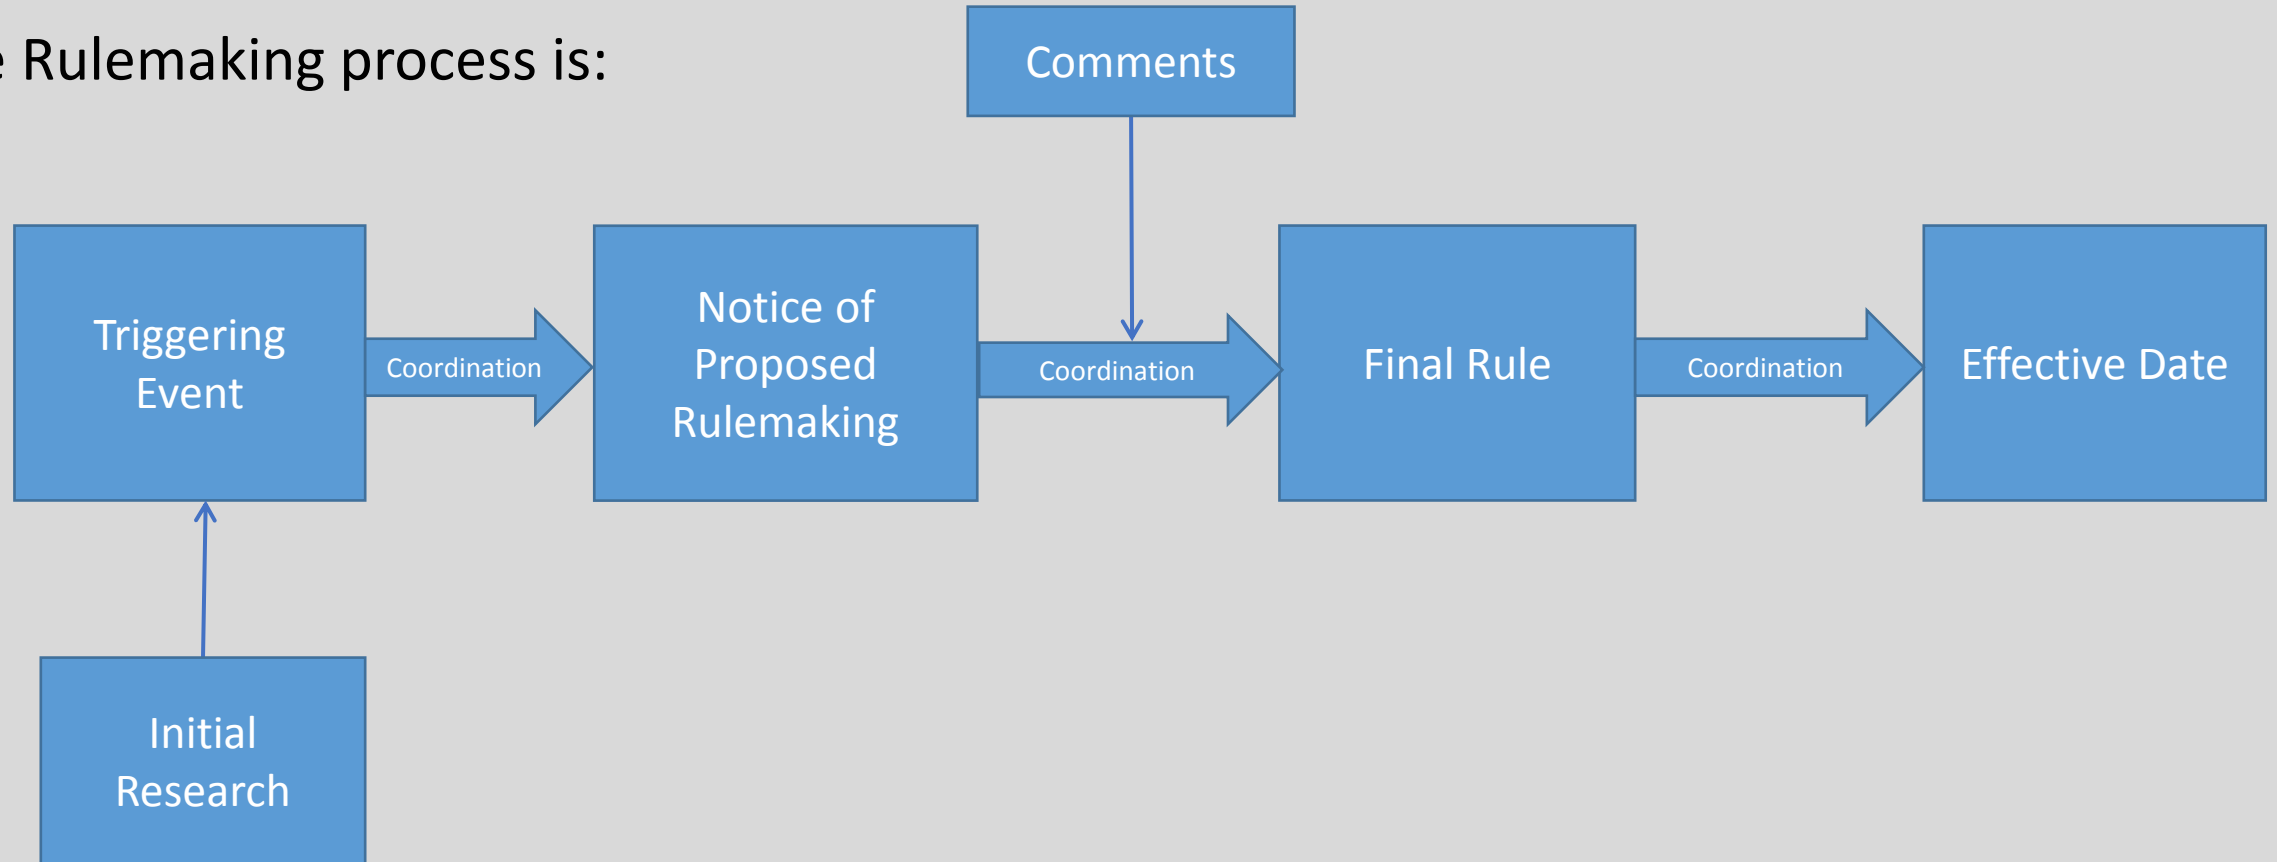 Rulemaking process is:
Comments
Triggering
Event
Coordination
Notice of
Proposed
Rulemaking
Coordination
Final Rule
Coordination
Effective Date
Initial
Research